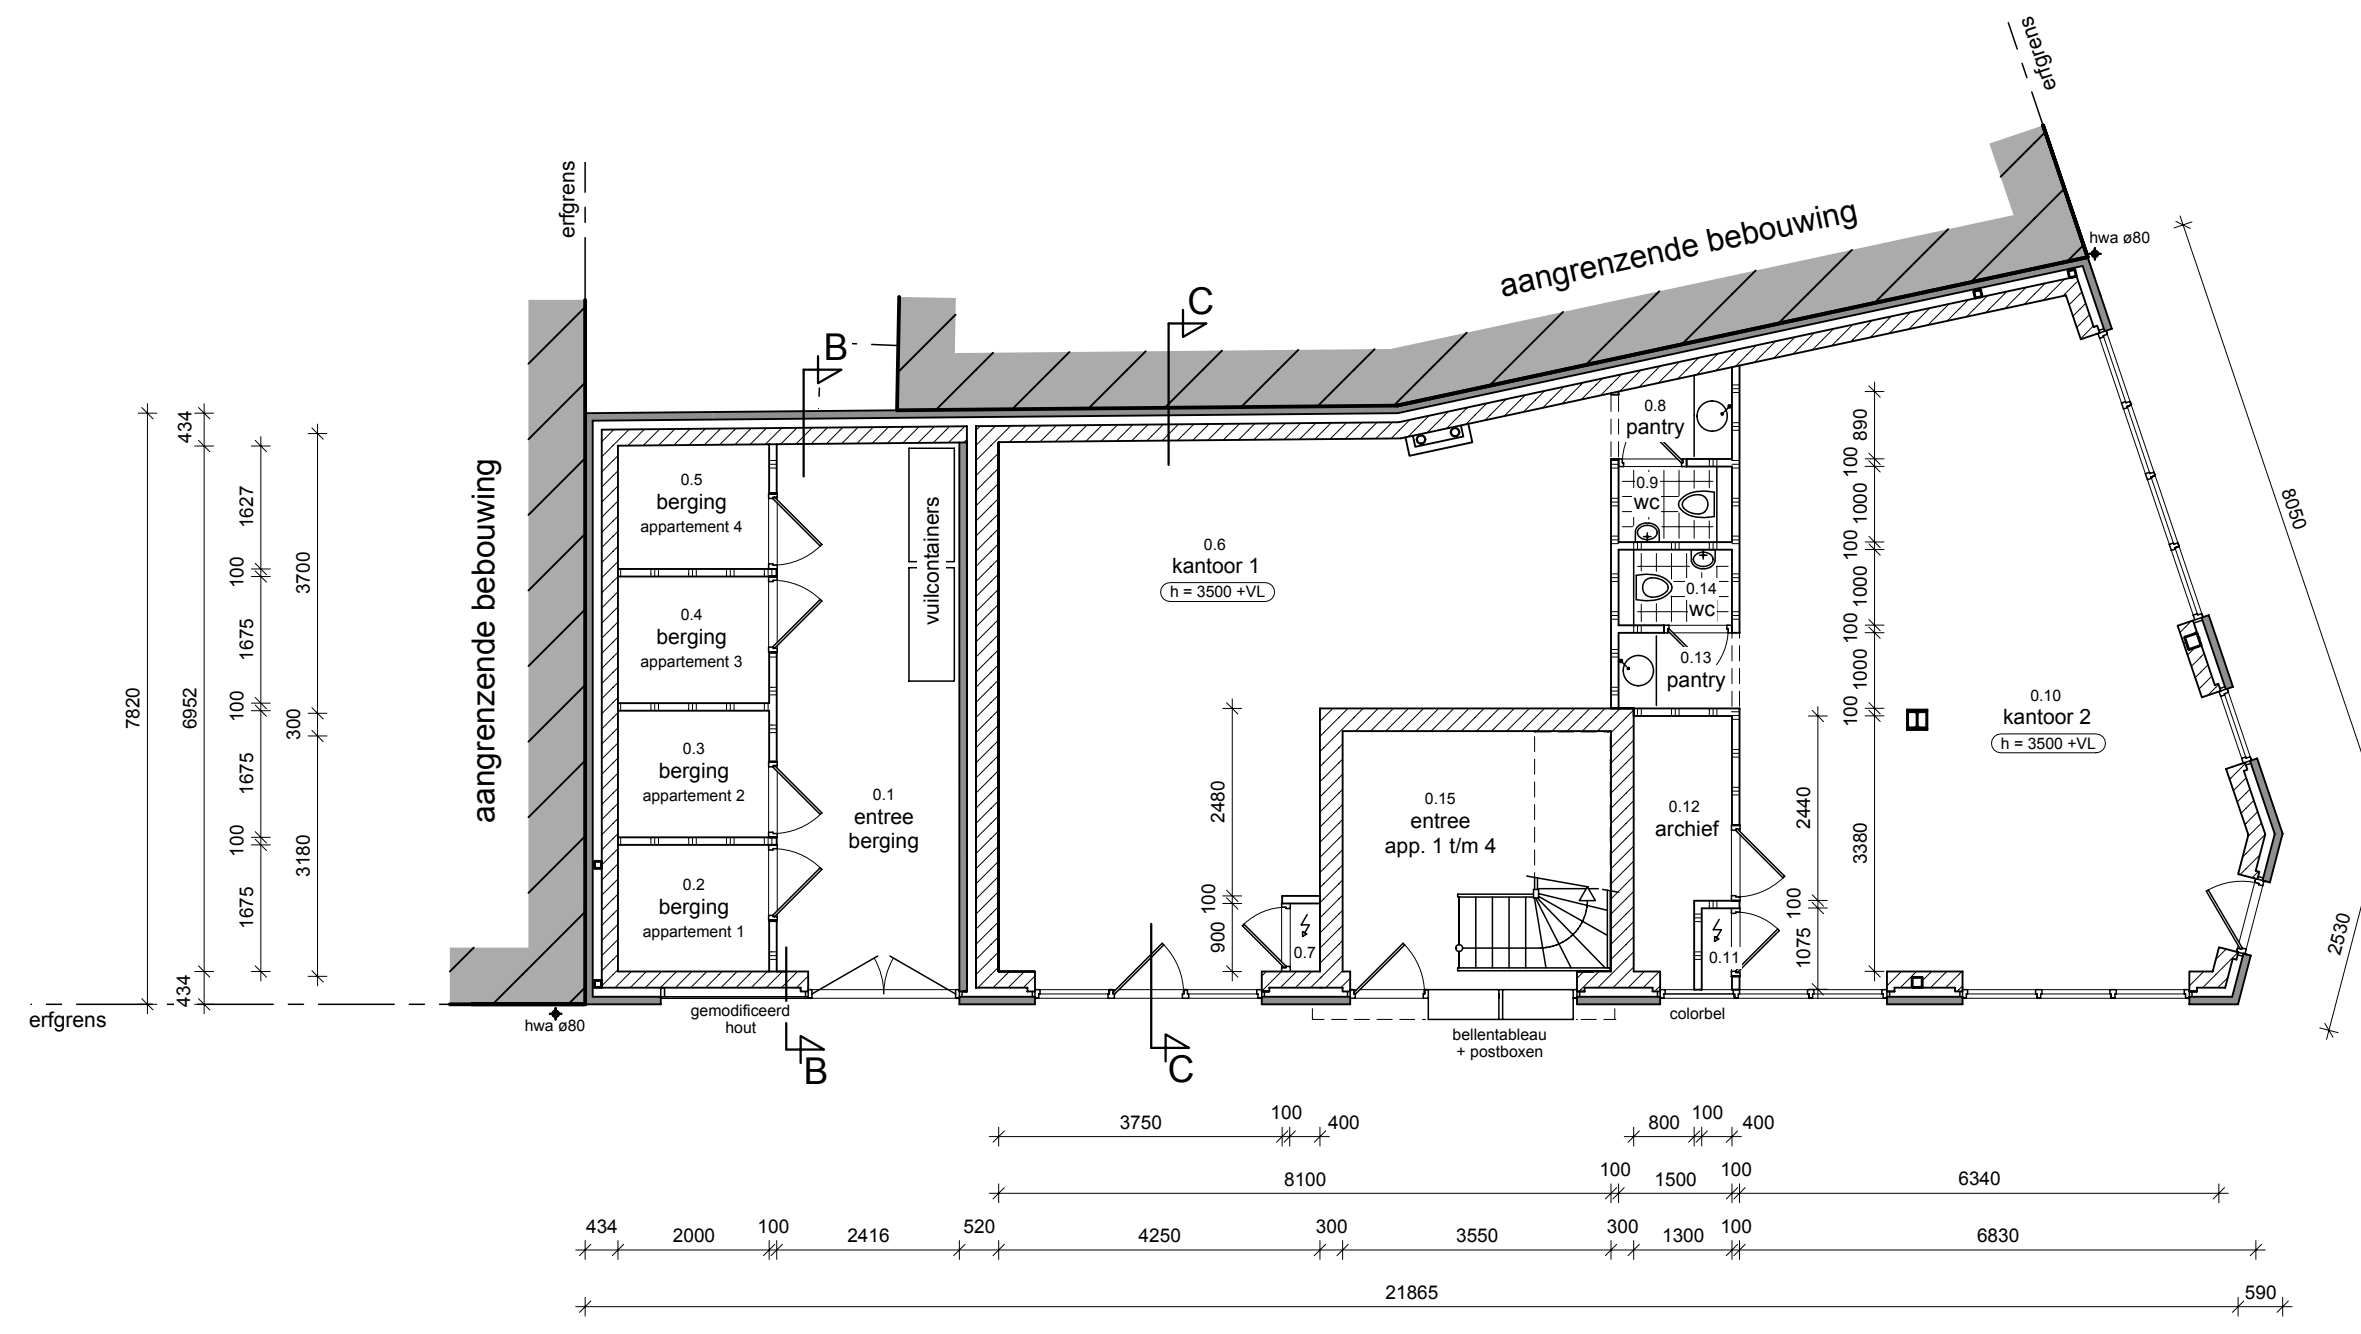 erfgrens
erfgrens
aangrenzende bebouwing
hwa ø80
C
B
8050
7820
434
6952
434
1627
100
1675
100
1675
100
1675
3700
300
3180
aangrenzende bebouwing
0.5
berging
appartement 4
0.4
berging
appartement 3
0.3
berging
appartement 2
0.2
berging
appartement 1
vuilcontainers
0.1
entree
berging
0.6
kantoor 1
h = 3500 +VL
0.8
pantry
0.9
wc
0.14
wc
0.13
pantry
890
100
1000
100
1000
100
1000
100
3380
0.10
kantoor 2
h = 3500 +VL
2480
100
900
0.7
0.15
entree
app. 1 t/m 4
0.12
archief
0.11
2440
100
1075
2530
erfgrens
hwa ø80
gemodificeerd
hout
B
C
bellentableau
+ postboxen
colorbel
3750
100
400
800
100
400
8100
100
1500
100
6340
434
2000
100
2416
520
4250
300
3550
300
1300
100
6830
21865
590